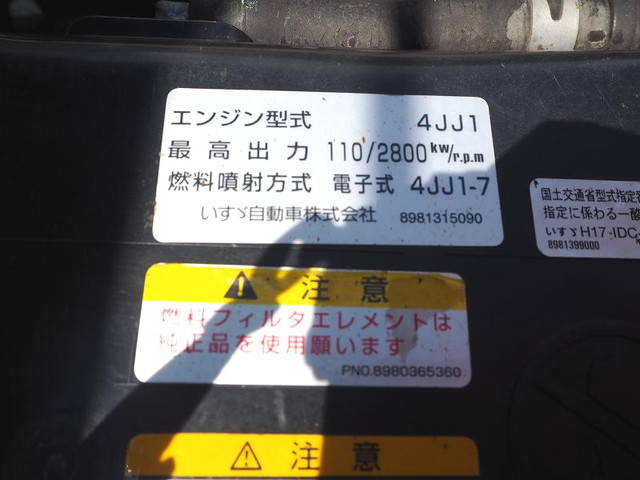 エンジン型式 4JJ1
最高出力 110/2800kw/r.p.m
燃料噴射方式 電子式 4JJ1-7
いすゞ自動車株式会社 8981315090
国土交通省型式指定
指定に係わる一酸
いすゞH17·IDC-
8981399000
⚠ 注意
燃料フィルタエレメントは
純正品を使用願います
PNO.8980365360
⚠ 注意